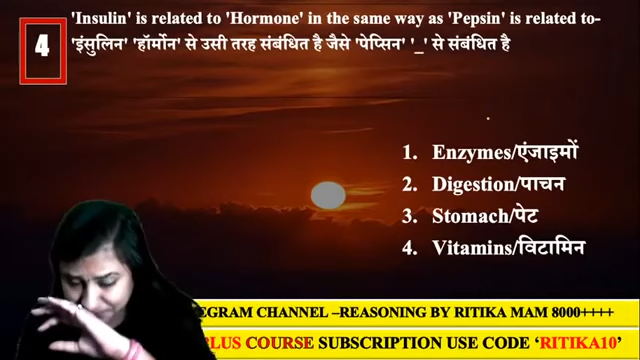 4
'Insulin' is related to 'Hormone' in the same way as 'Pepsin' is related to-
'इंसुलिन' 'हॉर्मोन' से उसी तरह संबंधित है जैसे 'पेप्सिन' '_' से संबंधित है
1. Enzymes/एंजाइमों
2. Digestion/पाचन
3. Stomach/पेट
4. Vitamins/विटामिन
EGRAM CHANNEL –REASONING BY RITIKA MAM 8000++++
PLUS COURSE SUBSCRIPTION USE CODE ‘RITIKA10’